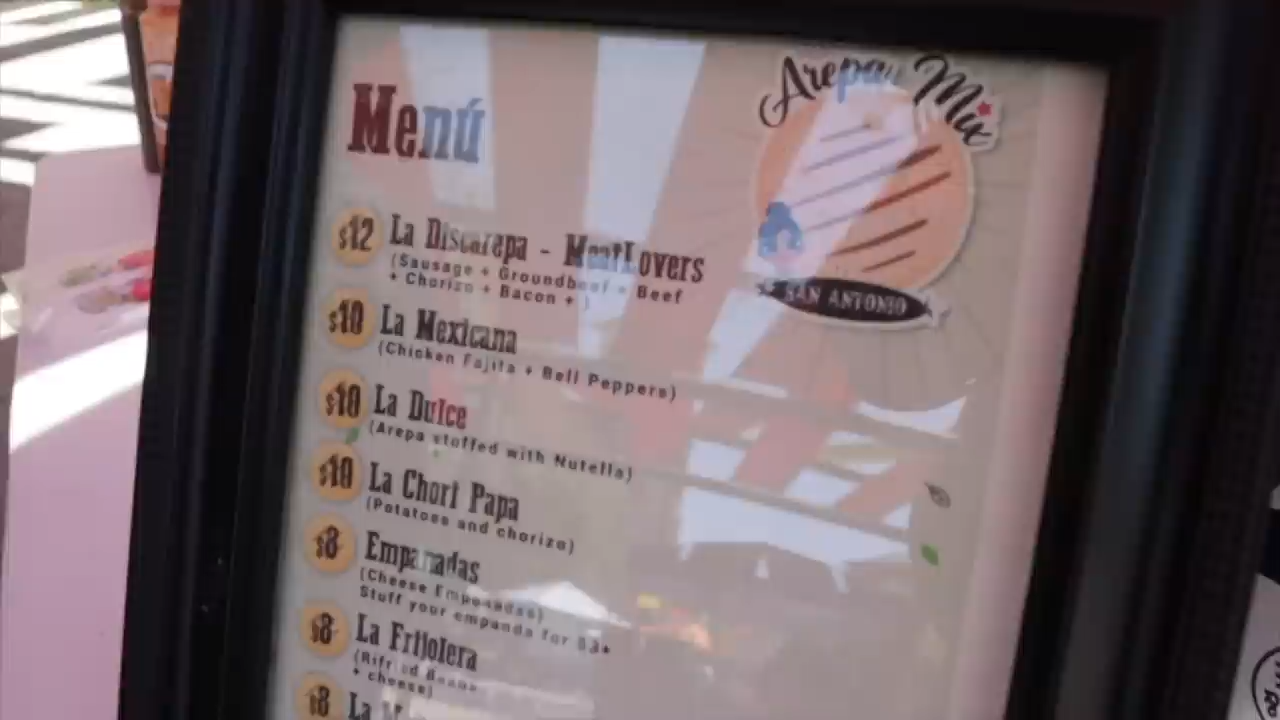 Arepa Mix
SAN ANTONIO
Menú
$12 La Discarepa - MeatLovers
(Sausage + Groundbeef + Beef
+ Chorizo + Bacon + )
$10 La Mexicana
(Chicken Fajita + Bell Peppers)
$10 La Dulce
(Arepa stuffed with Nutella)
$10 La Chori Papa
(Potatoes and chorizo)
$8 Empanadas
(Cheese Empanadas)
Stuff your empanda for $3+
$8 La Frijolera
(Rifried Beans
+ cheese)
$8 La